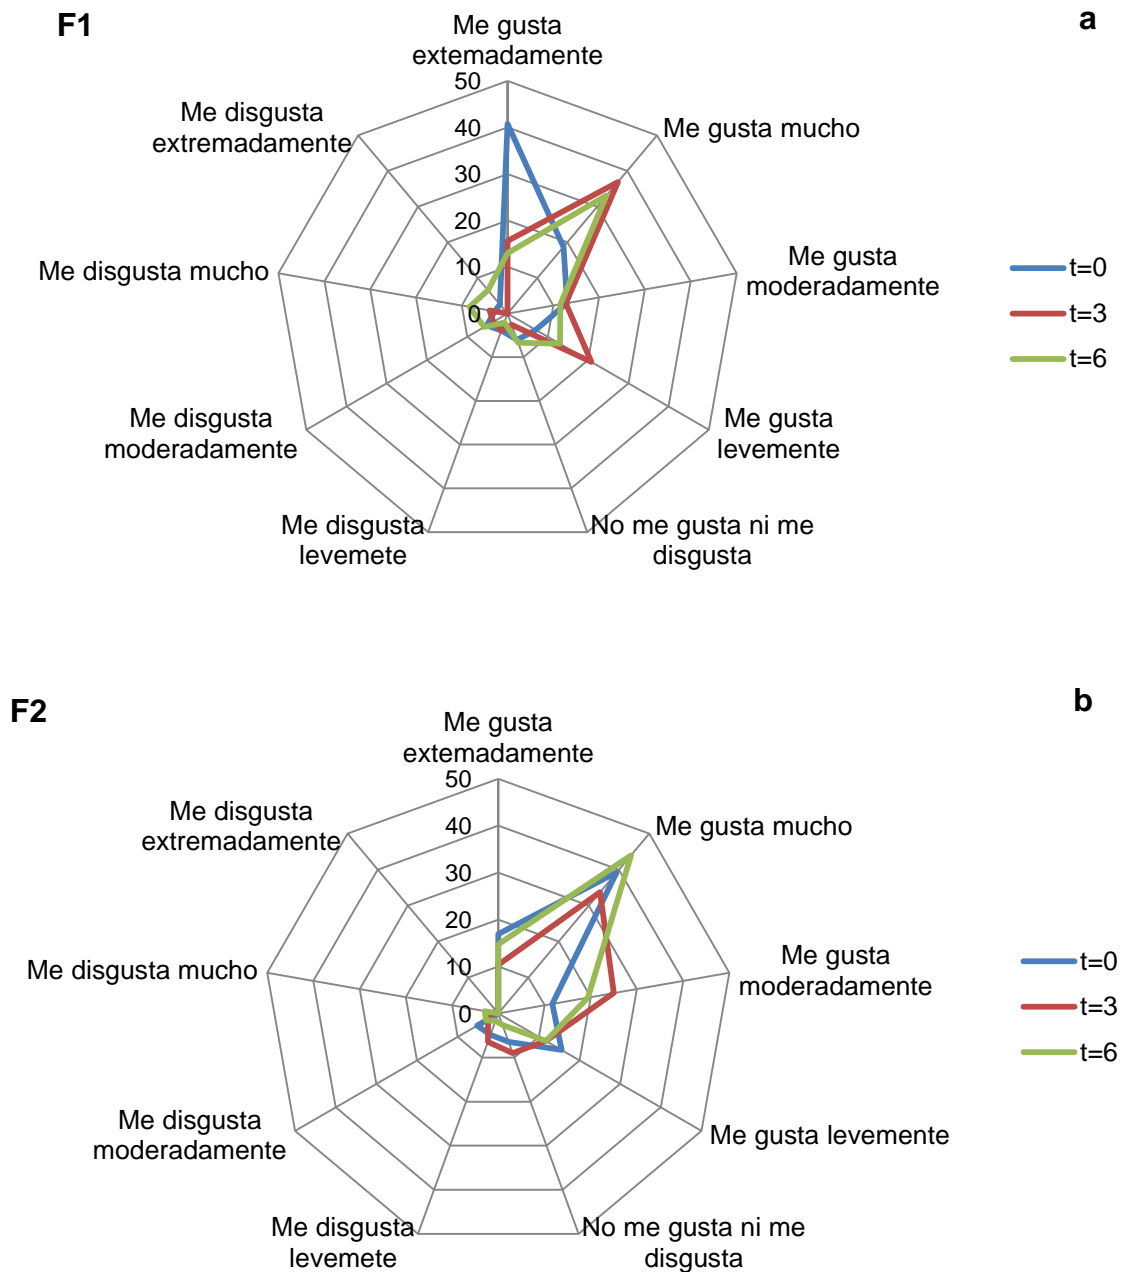 F1
a
Me gusta
extemadamente
50
40
30
20
10
0
Me gusta mucho
Me gusta
moderadamente
Me gusta
levemente
No me gusta ni me
disgusta
Me disgusta
levemete
Me disgusta
moderadamente
Me disgusta mucho
Me disgusta
extremadamente
t=0
t=3
t=6
F2
b
Me gusta
extemadamente
50
40
30
20
10
0
Me gusta mucho
Me gusta
moderadamente
Me gusta levemente
No me gusta ni me
disgusta
Me disgusta
levemete
Me disgusta
moderadamente
Me disgusta mucho
Me disgusta
extremadamente
t=0
t=3
t=6